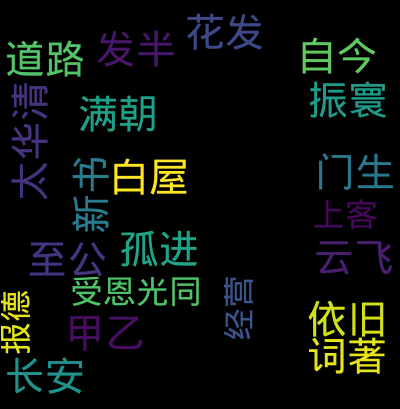 花发
发半
道路
自今
太华清
满朝
振寰
新书
白屋
门生
上客
至公
孤进
云飞
受恩光同
经营
报德
甲乙
依旧
词著
长安